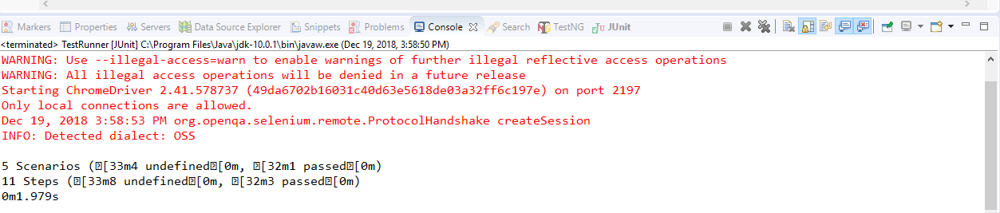 Markers Properties Servers Data Source Explorer Snippets Problems Console Search TestNG JUnit
<terminated> TestRunner [JUnit] C:\Program Files\Java\jdk-10.0.1\bin\javaw.exe (Dec 19, 2018, 3:58:50 PM)
WARNING: Use --illegal-access=warn to enable warnings of further illegal reflective access operations
WARNING: All illegal access operations will be denied in a future release
Starting ChromeDriver 2.41.578737 (49da6702b16031c40d63e5618de03a32ff6c197e) on port 2197
Only local connections are allowed.
Dec 19, 2018 3:58:53 PM org.openqa.selenium.remote.ProtocolHandshake createSession
INFO: Detected dialect: OSS
5 Scenarios (�[33m4 undefined�[0m, �[32m1 passed�[0m)
11 Steps (�[33m8 undefined�[0m, �[32m3 passed�[0m)
0m1.979s